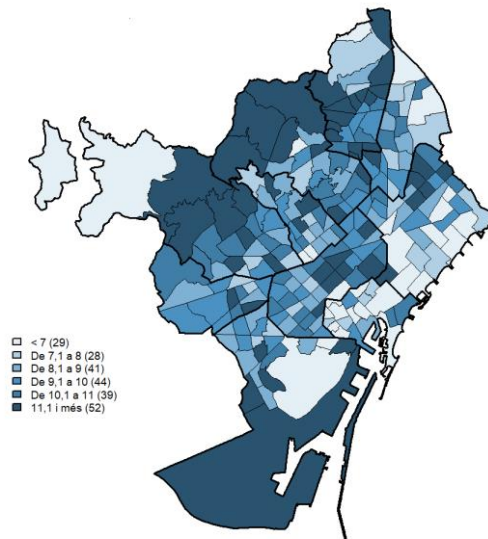 < 7 (29)
De 7,1 a 8 (28)
De 8,1 a 9 (41)
De 9,1 a 10 (44)
De 10,1 a 11 (39)
11,1 i més (52)